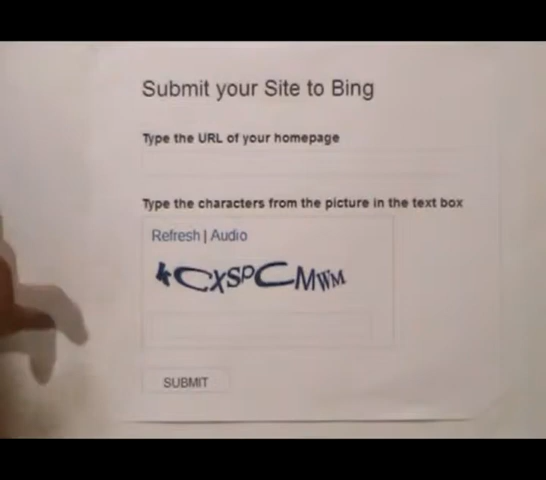 Submit your Site to Bing
Type the URL of your homepage
Type the characters from the picture in the text box
Refresh | Audio
4CXSPCMWM
SUBMIT